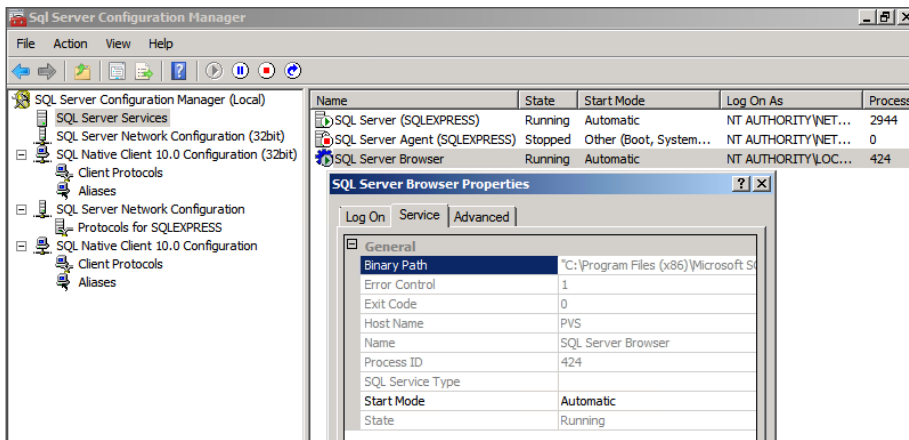 Sql Server Configuration Manager
File Action View Help
SQL Server Configuration Manager (Local)
SQL Server Services
SQL Server Network Configuration (32bit)
SQL Native Client 10.0 Configuration (32bit)
Client Protocols
Aliases
SQL Server Network Configuration
Protocols for SQLEXPRESS
SQL Native Client 10.0 Configuration
Client Protocols
Aliases
Name State Start Mode Log On As Process
SQL Server (SQLEXPRESS) Running Automatic NT AUTHORITY\NET... 2944
SQL Server Agent (SQLEXPRESS) Stopped Other (Boot, System... NT AUTHORITY\NET... 0
SQL Server Browser Running Automatic NT AUTHORITY\LOC... 424
SQL Server Browser Properties
Log On Service Advanced
General
Binary Path "C:\Program Files (x86)\Microsoft S
Error Control 1
Exit Code 0
Host Name PVS
Name SQL Server Browser
Process ID 424
SQL Service Type
Start Mode Automatic
State Running